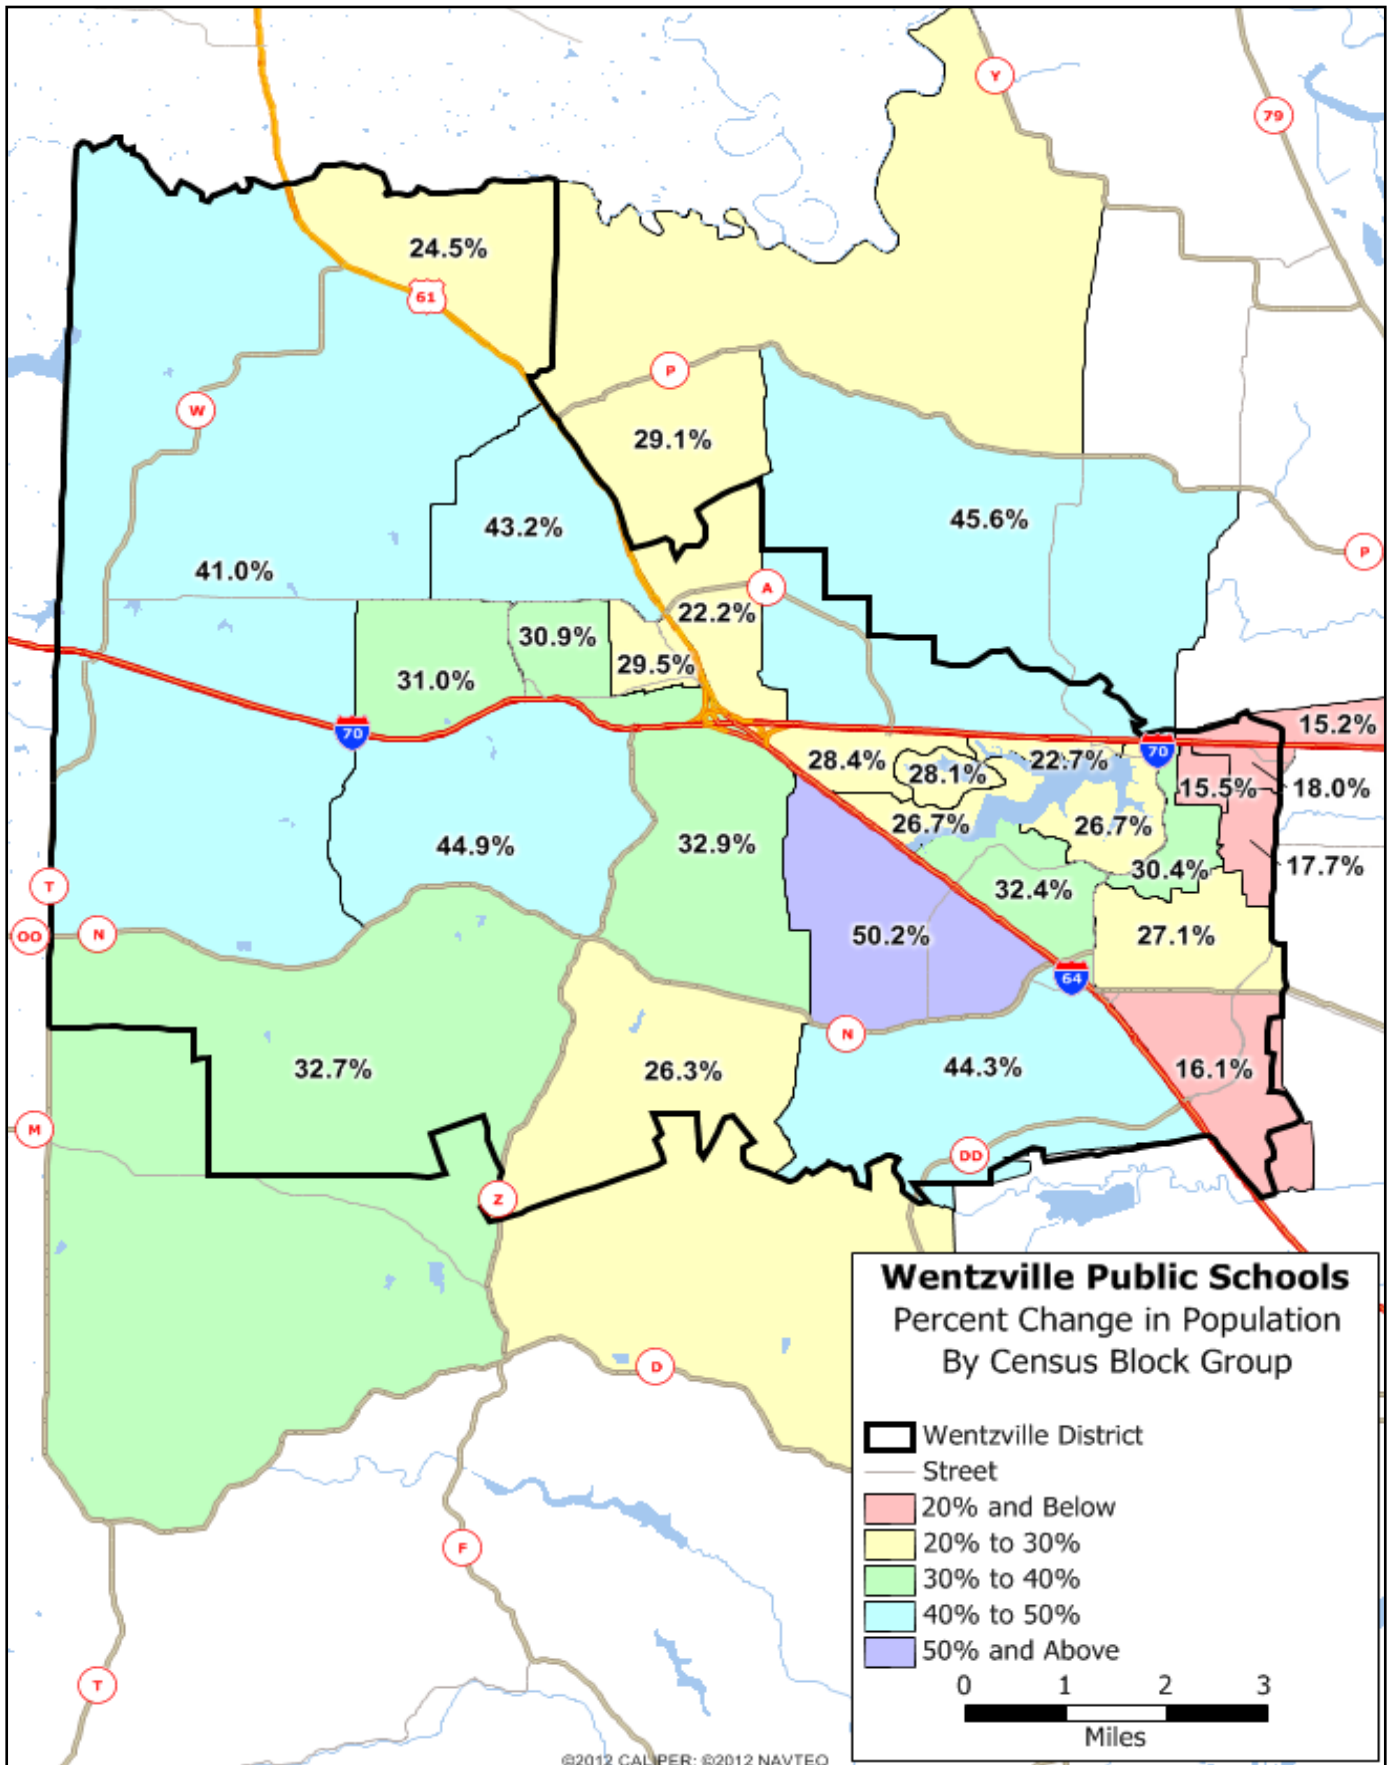 Y
79
24.5%
61
P
W
29.1%
45.6%
43.2%
P
41.0%
A
22.2%
30.9%
29.5%
31.0%
15.2%
70
70
28.4%
22.7%
28.1%
15.5%
18.0%
26.7%
26.7%
44.9%
32.9%
30.4%
17.7%
T
32.4%
OO
N
50.2%
27.1%
64
N
32.7%
26.3%
44.3%
16.1%
M
DD
Z
D
F
T
Wentzville Public Schools
Percent Change in Population
By Census Block Group
Wentzville District
Street
20% and Below
20% to 30%
30% to 40%
40% to 50%
50% and Above
0 1 2 3
Miles
©2012 CALIPER; ©2012 NAVTEQ